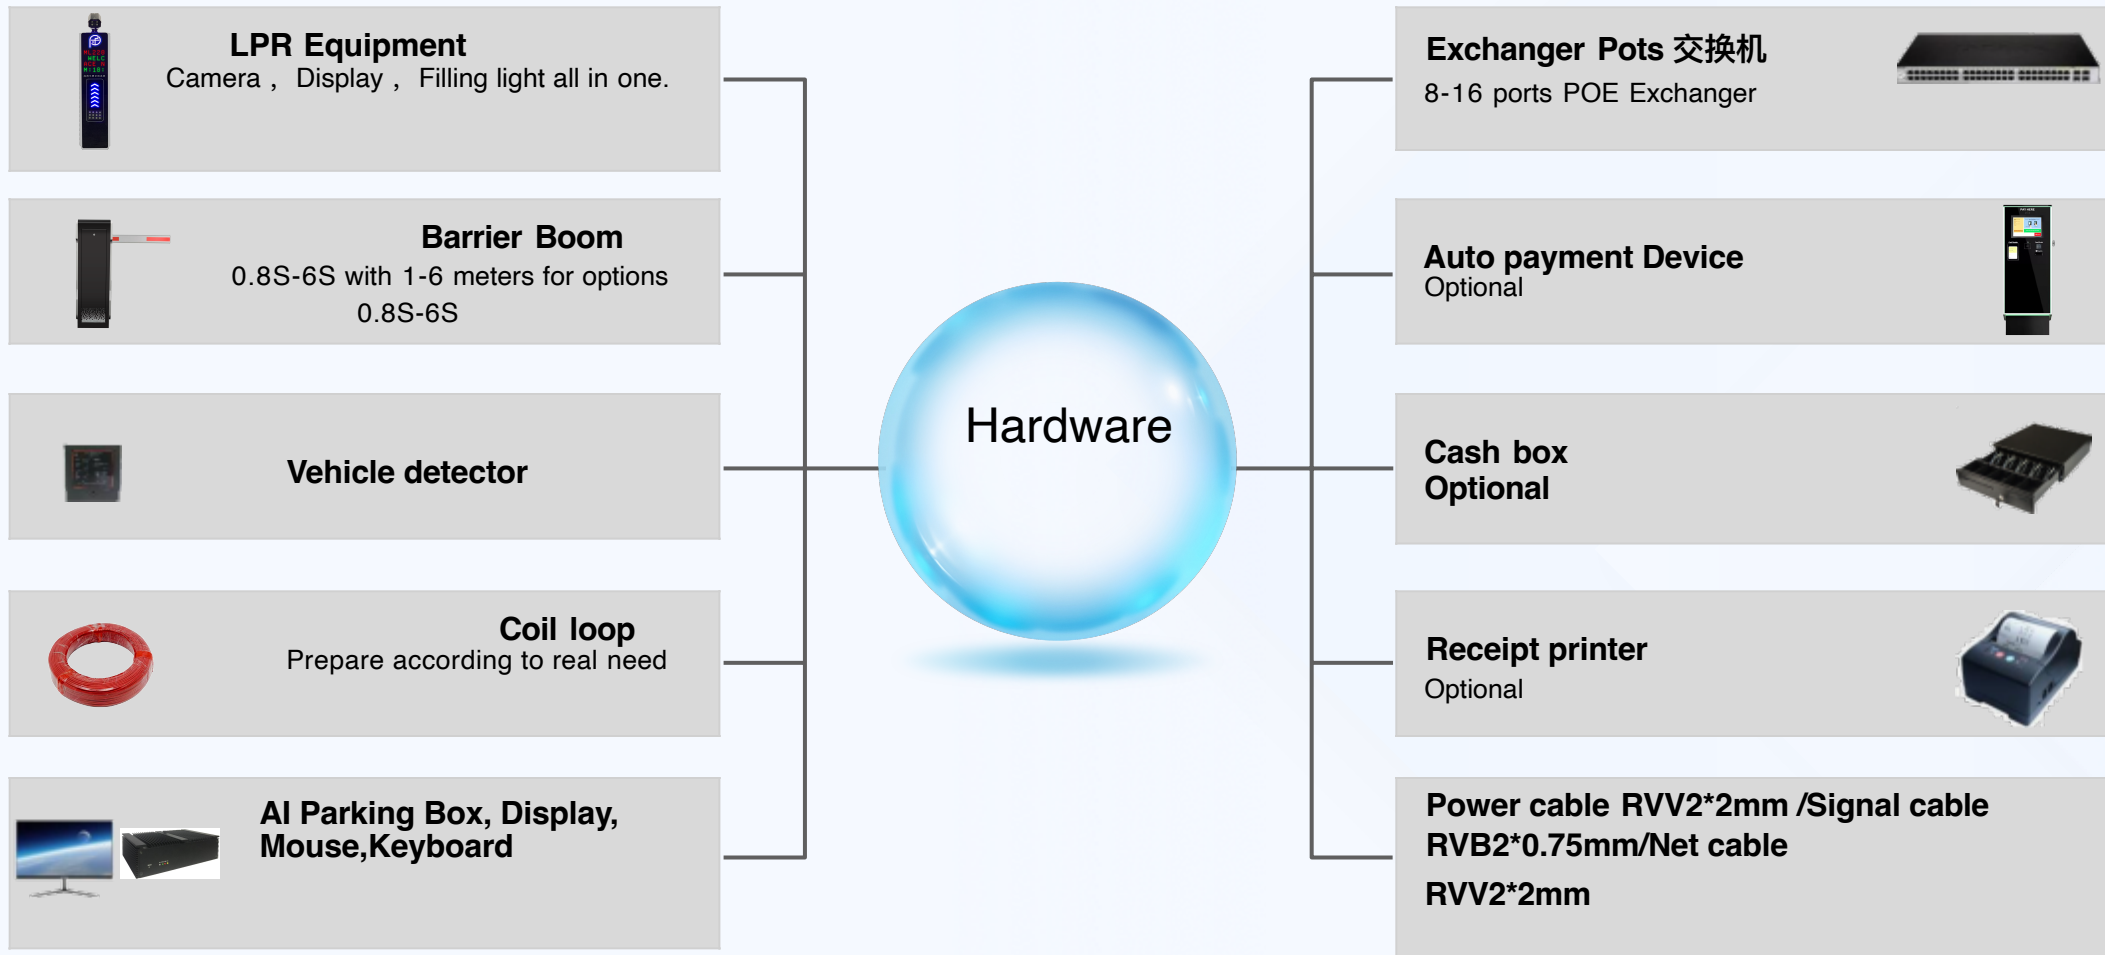 LPR Equipment
Camera , Display , Filling light all in one.
Barrier Boom
0.8S-6S with 1-6 meters for options
0.8S-6S
Vehicle detector
Coil loop
Prepare according to real need
AI Parking Box, Display,
Mouse,Keyboard
Hardware
Exchanger Pots 交换机
8-16 ports POE Exchanger
Auto payment Device
Optional
Cash box
Optional
Receipt printer
Optional
Power cable RVV2*2mm /Signal cable
RVB2*0.75mm/Net cable
RVV2*2mm